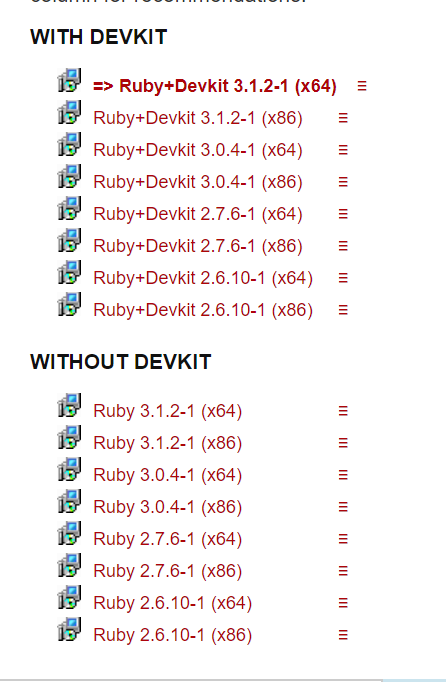 column for recommendations.
WITH DEVKIT
=> Ruby+Devkit 3.1.2-1 (x64) ≡
Ruby+Devkit 3.1.2-1 (x86) ≡
Ruby+Devkit 3.0.4-1 (x64) ≡
Ruby+Devkit 3.0.4-1 (x86) ≡
Ruby+Devkit 2.7.6-1 (x64) ≡
Ruby+Devkit 2.7.6-1 (x86) ≡
Ruby+Devkit 2.6.10-1 (x64) ≡
Ruby+Devkit 2.6.10-1 (x86) ≡
WITHOUT DEVKIT
Ruby 3.1.2-1 (x64) ≡
Ruby 3.1.2-1 (x86) ≡
Ruby 3.0.4-1 (x64) ≡
Ruby 3.0.4-1 (x86) ≡
Ruby 2.7.6-1 (x64) ≡
Ruby 2.7.6-1 (x86) ≡
Ruby 2.6.10-1 (x64) ≡
Ruby 2.6.10-1 (x86) ≡